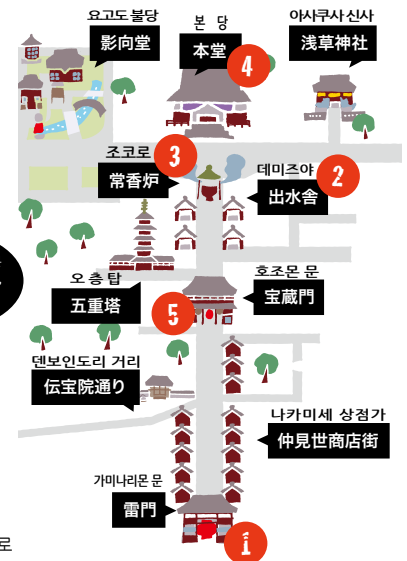 요고도 불당
影向堂
본 당
本堂
4
아사쿠사 신사
浅草神社
조코로
3
常香炉
데미즈야
2
出水舎
오 층 탑
五重塔
5
호조몬 문
宝蔵門
덴보인도리 거리
伝宝院通り
나카미세 상점가
仲見世商店街
가미나리몬 문
雷門
1
로